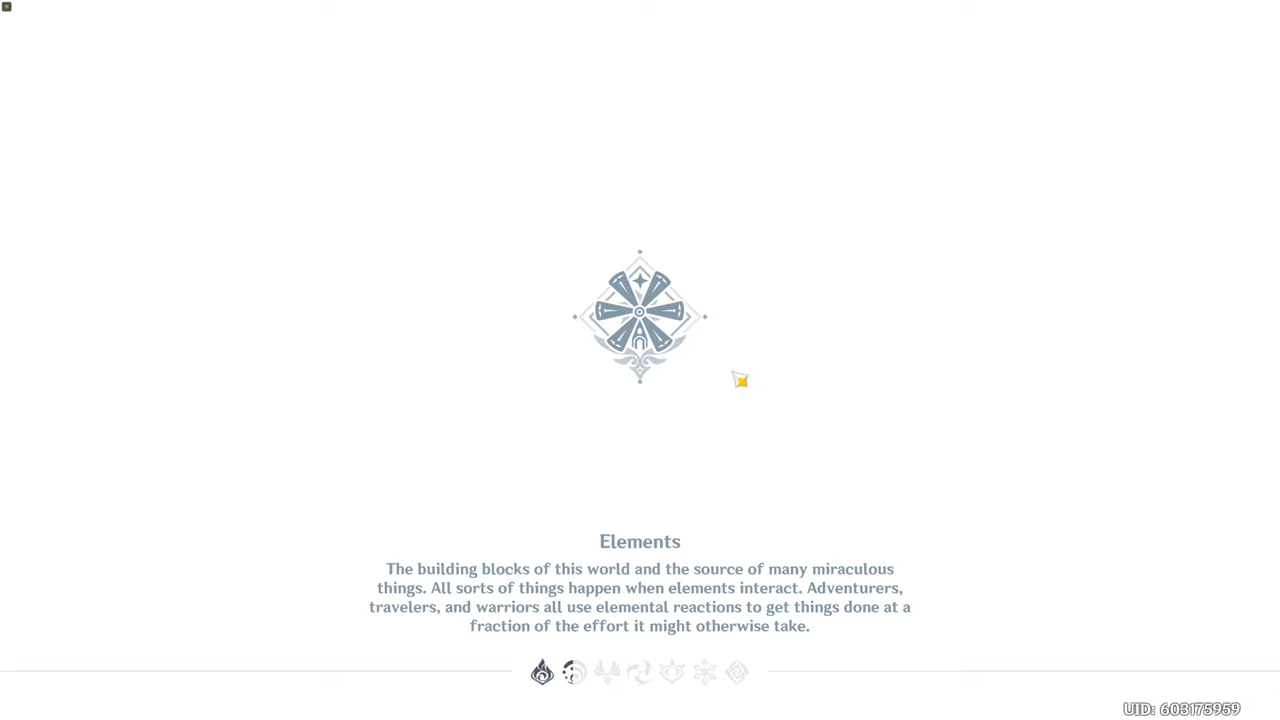 Elements
The building blocks of this world and the source of many miraculous
things. All sorts of things happen when elements interact. Adventurers,
travelers, and warriors all use elemental reactions to get things done at a
fraction of the effort it might otherwise take.
UID: 603175959